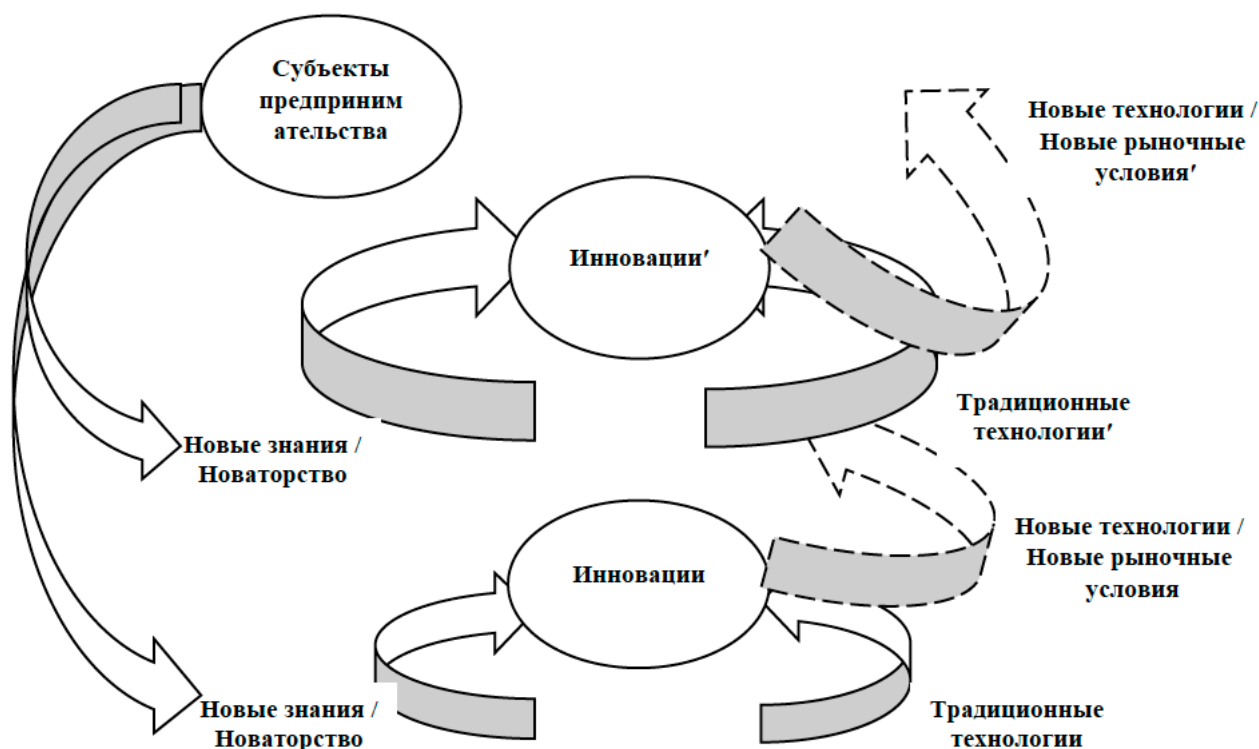 Субъекты
предприним
ательства
Новые технологии /
Новые рыночные
условия′
Инновации′
Традиционные
технологии′
Новые знания /
Новаторство
Новые технологии /
Новые рыночные
условия
Инновации
Новые знания /
Новаторство
Традиционные
технологии